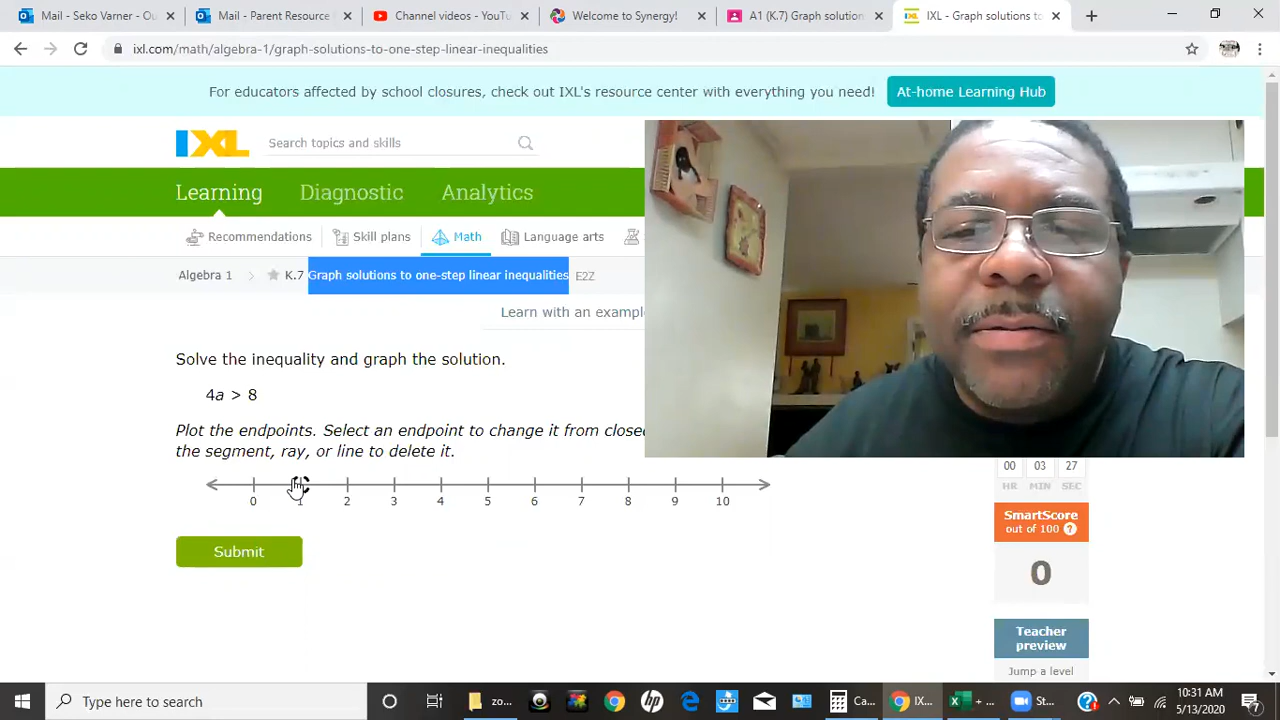 Mail - Seko Varner - Ou
Mail - Parent Resource
Channel videos - YouTu
Welcome to Synergy!
A1 (K.7) Graph solution
IXL - Graph solutions to
ixl.com/math/algebra-1/graph-solutions-to-one-step-linear-inequalities
For educators affected by school closures, check out IXL's resource center with everything you need!
At-home Learning Hub
IXL
Search topics and skills
Learning
Diagnostic
Analytics
Recommendations
Skill plans
Math
Language arts
Algebra 1 > K.7 Graph solutions to one-step linear inequalities E2Z
Learn with an exampl
Solve the inequality and graph the solution.
4a > 8
Plot the endpoints. Select an endpoint to change it from close
the segment, ray, or line to delete it.
0 1 2 3 4 5 6 7 8 9 10
Submit
00 03 27
HR MIN SEC
SmartScore
out of 100 ?
0
Teacher
preview
Jump a level
Type here to search
zo...
Ca...
IX...
+ ...
St...
10:31 AM
5/13/2020
7